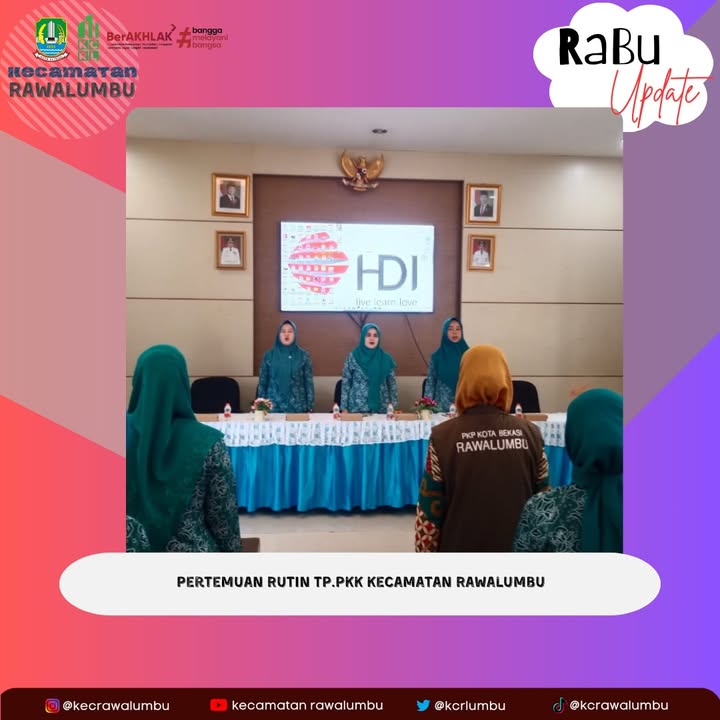 BerAKHLAK
#bangga
melayani
bangsa
Kecamatan
RAWALUMBU
RaBu
Update
HDI
live learn love
PKP KOTA BEKASI
RAWALUMBU
PERTEMUAN RUTIN TP.PKK KECAMATAN RAWALUMBU
@kecrawalumbu
kecamatan rawalumbu
@kcrlumbu
@kcrawalumbu